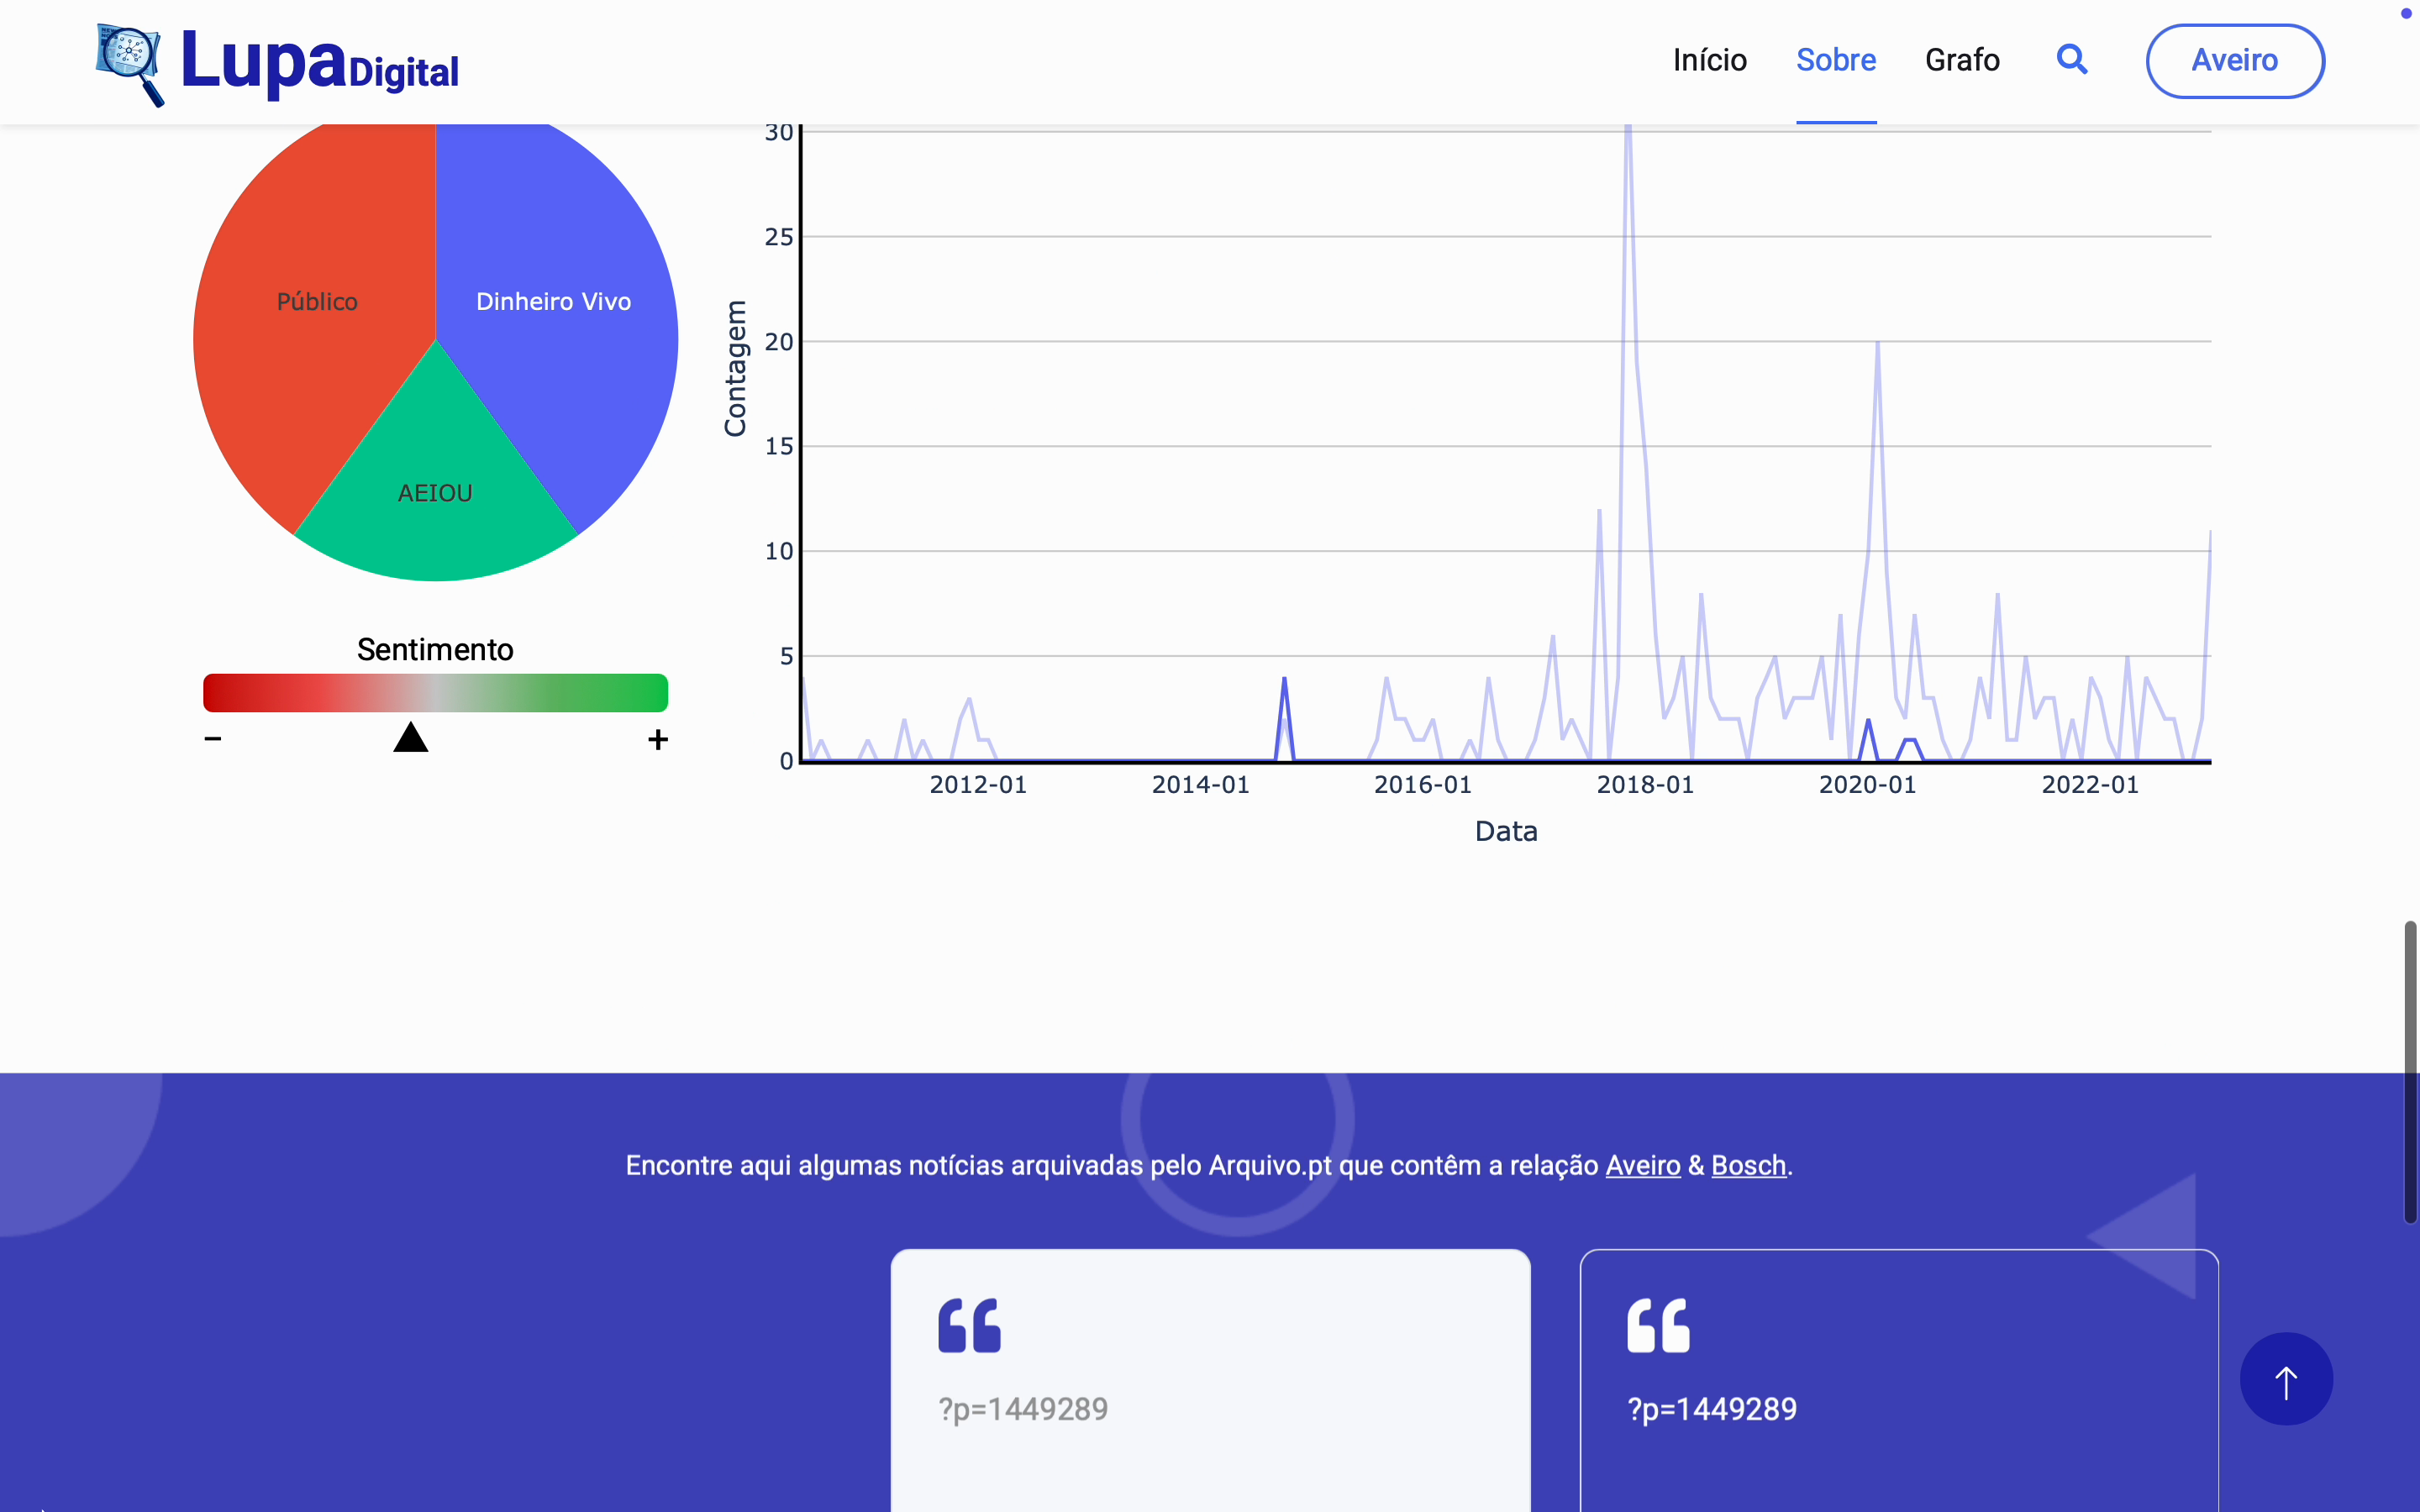 LupaDigital
Início
Sobre
Grafo
Aveiro
Público
Dinheiro Vivo
AEIOU
Sentimento
−
+
Contagem
30
25
20
15
10
5
0
2012-01
2014-01
2016-01
2018-01
2020-01
2022-01
Data
Encontre aqui algumas notícias arquivadas pelo Arquivo.pt que contêm a relação Aveiro & Bosch.
?p=1449289
?p=1449289